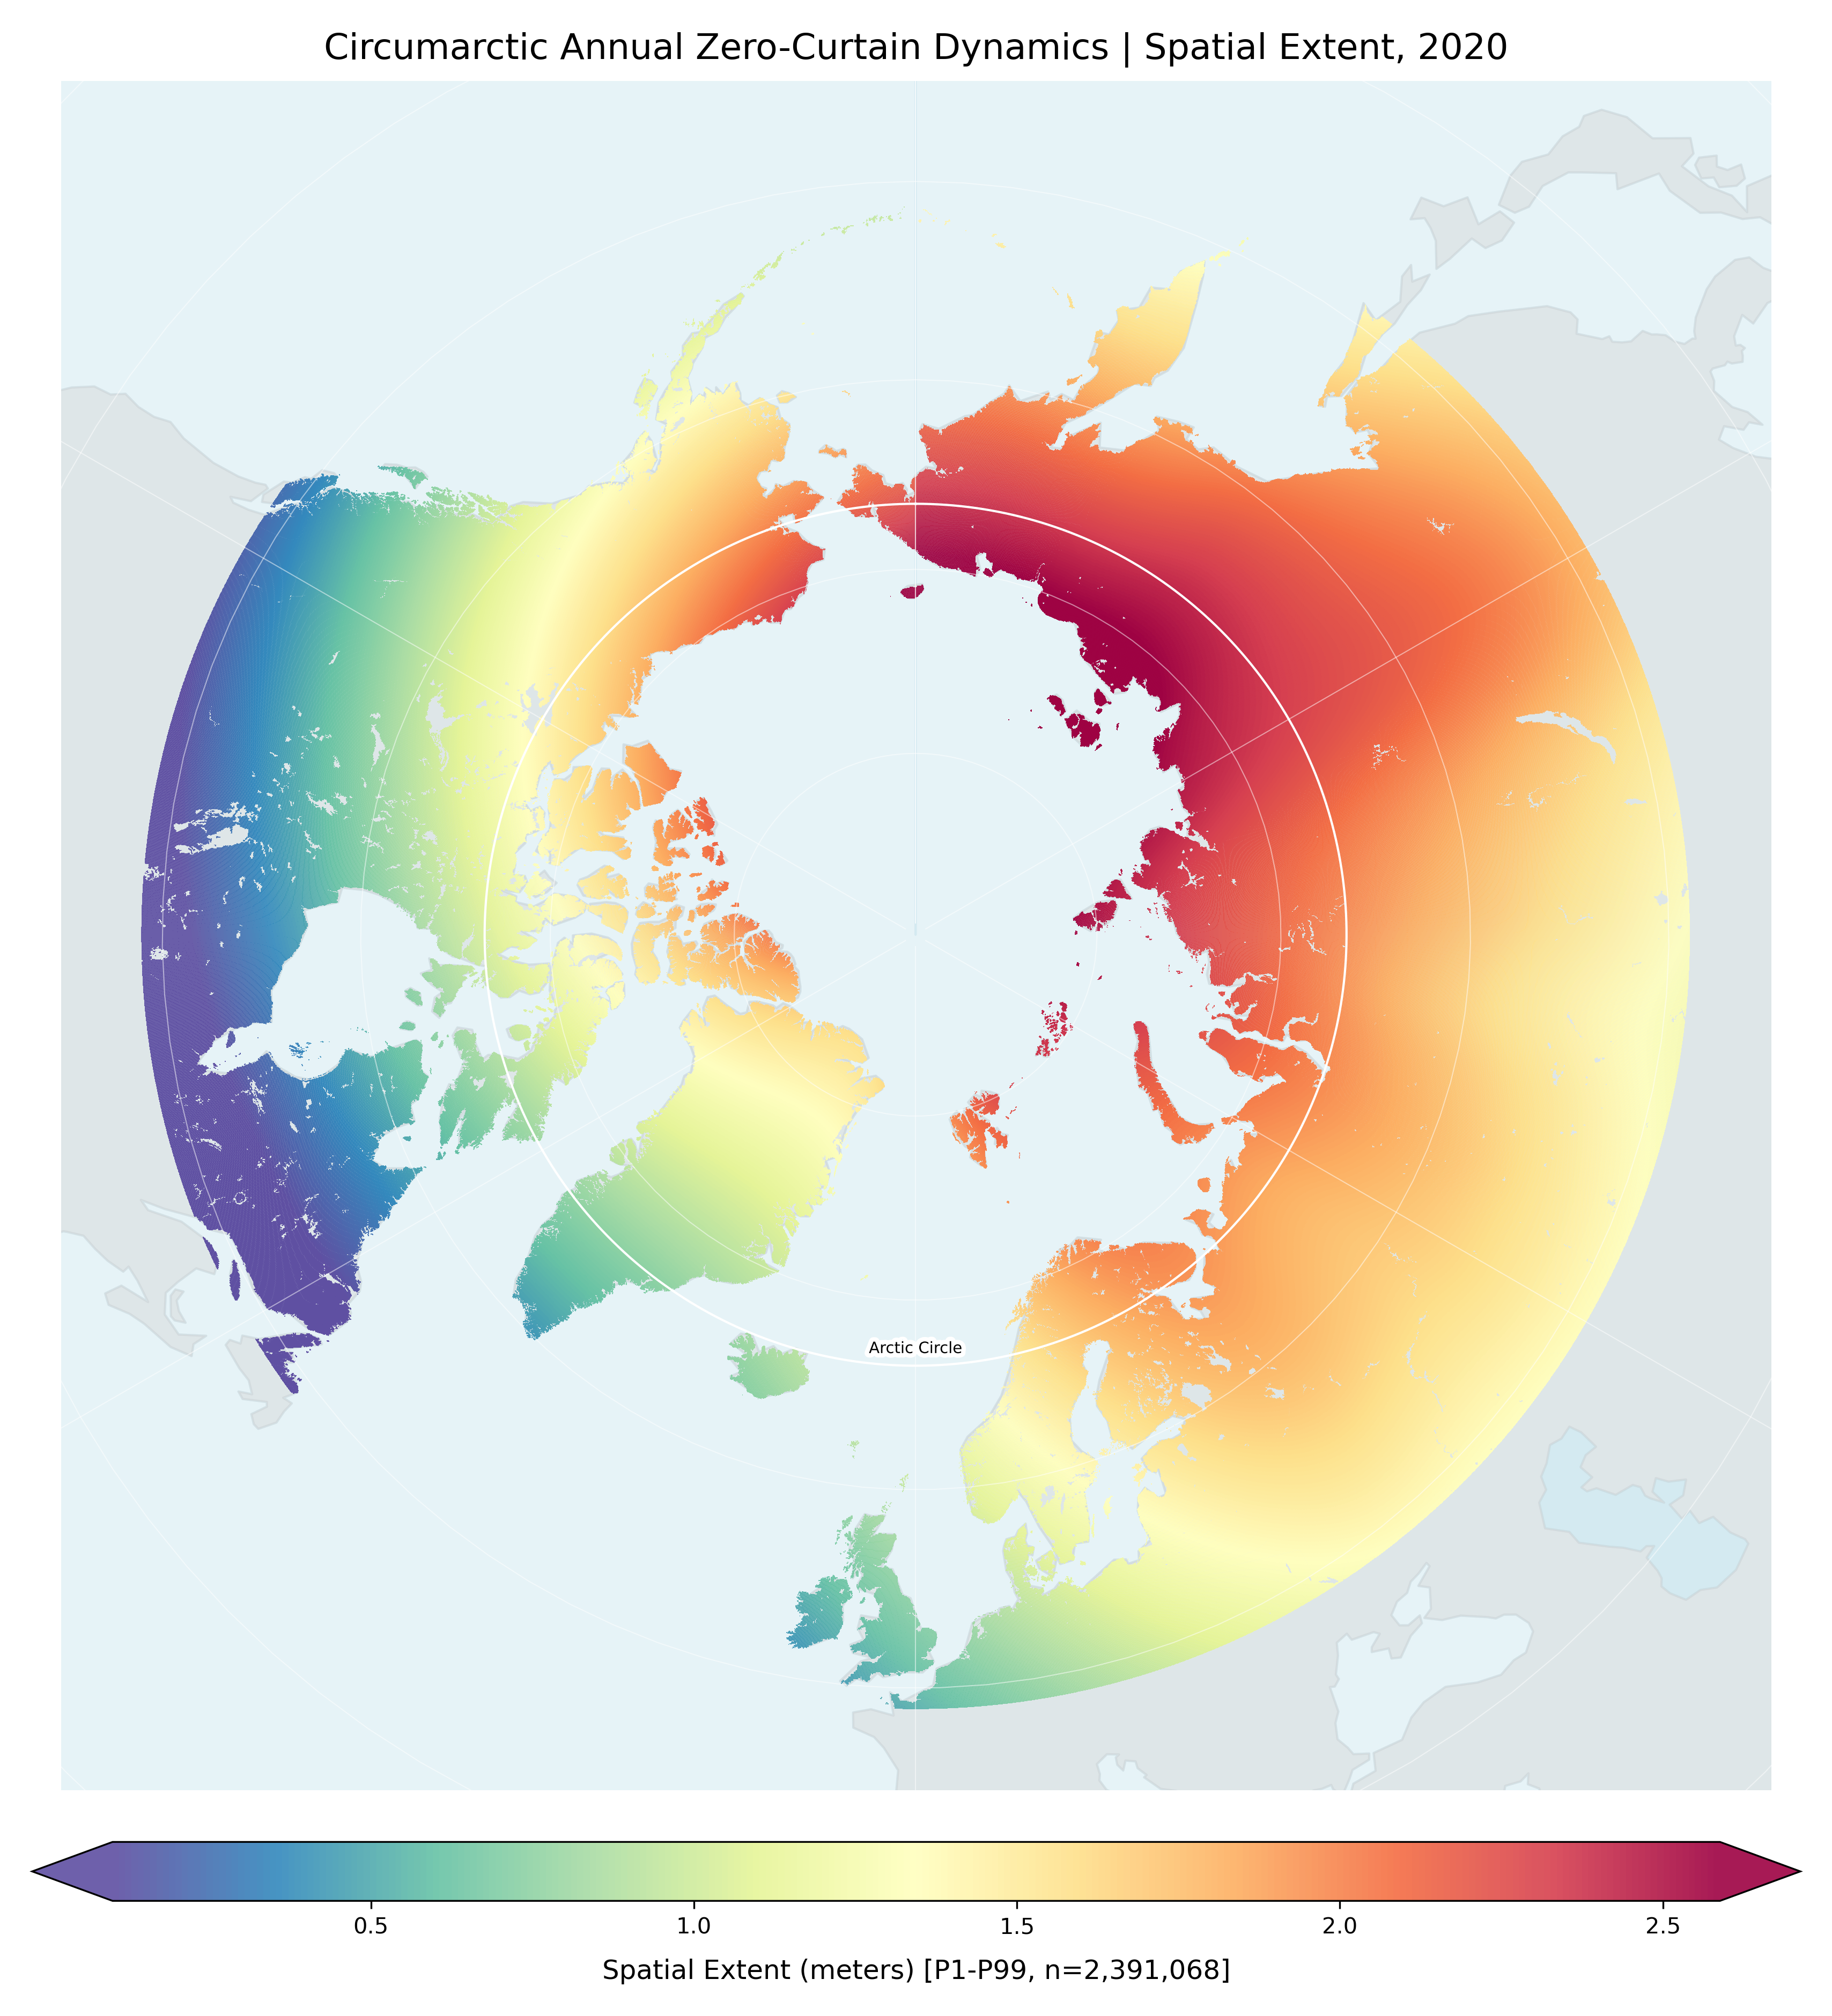 Circumarctic Annual Zero-Curtain Dynamics | Spatial Extent, 2020
Arctic Circle
0.5 1.0 1.5 2.0 2.5
Spatial Extent (meters) [P1-P99, n=2,391,068]